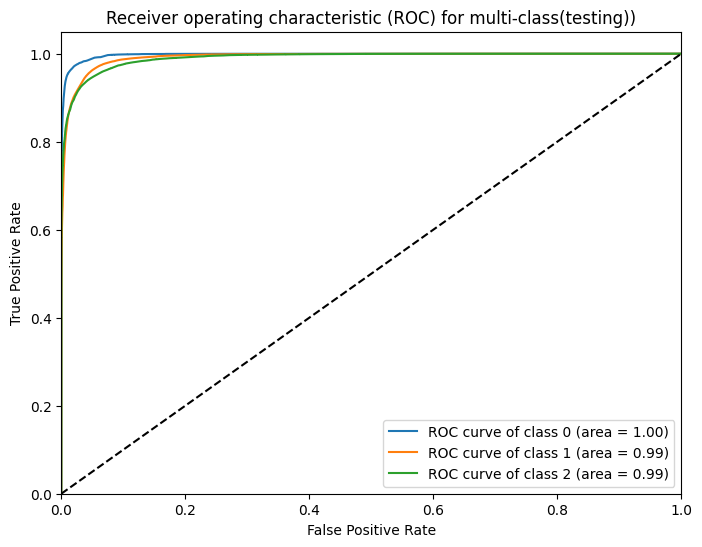 Receiver operating characteristic (ROC) for multi-class(testing))
True Positive Rate
1.0
0.8
0.6
0.4
0.2
0.0
ROC curve of class 0 (area = 1.00)
ROC curve of class 1 (area = 0.99)
ROC curve of class 2 (area = 0.99)
0.0 0.2 0.4 0.6 0.8 1.0
False Positive Rate